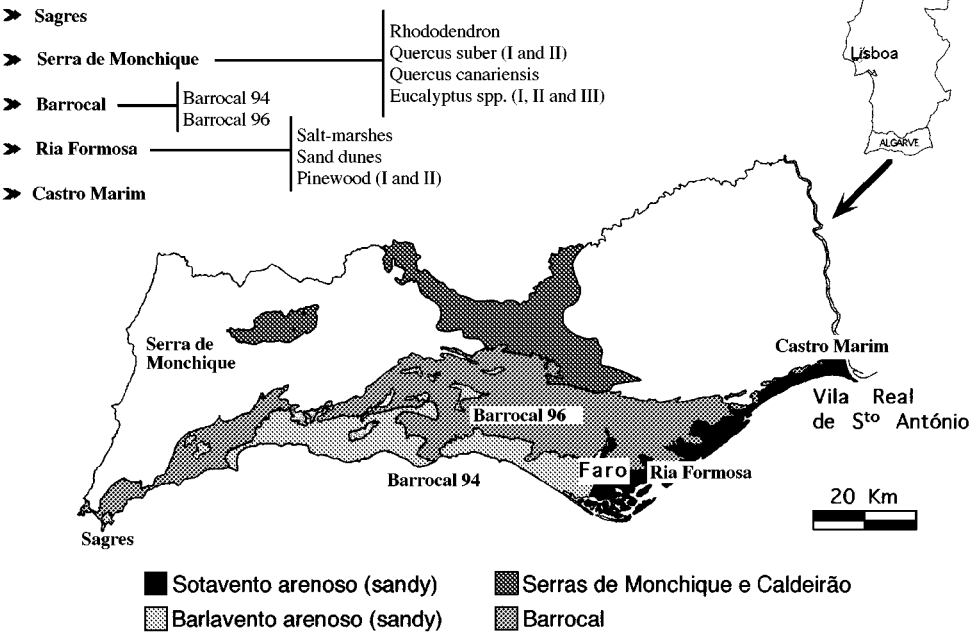 Sagres
Serra de Monchique
Rhododendron
Quercus suber (I and II)
Quercus canariensis
Eucalyptus spp. (I, II and III)
Barrocal
Barrocal 94
Barrocal 96
Ria Formosa
Salt-marshes
Sand dunes
Pinewood (I and II)
Castro Marim
Lisboa
ALGARVE
Serra de
Monchique
Castro Marim
Vila Real
de Sto António
Barrocal 96
Barrocal 94
Faro
Ria Formosa
Sagres
20 Km
Sotavento arenoso (sandy)
Barlavento arenoso (sandy)
Serras de Monchique e Caldeirão
Barrocal